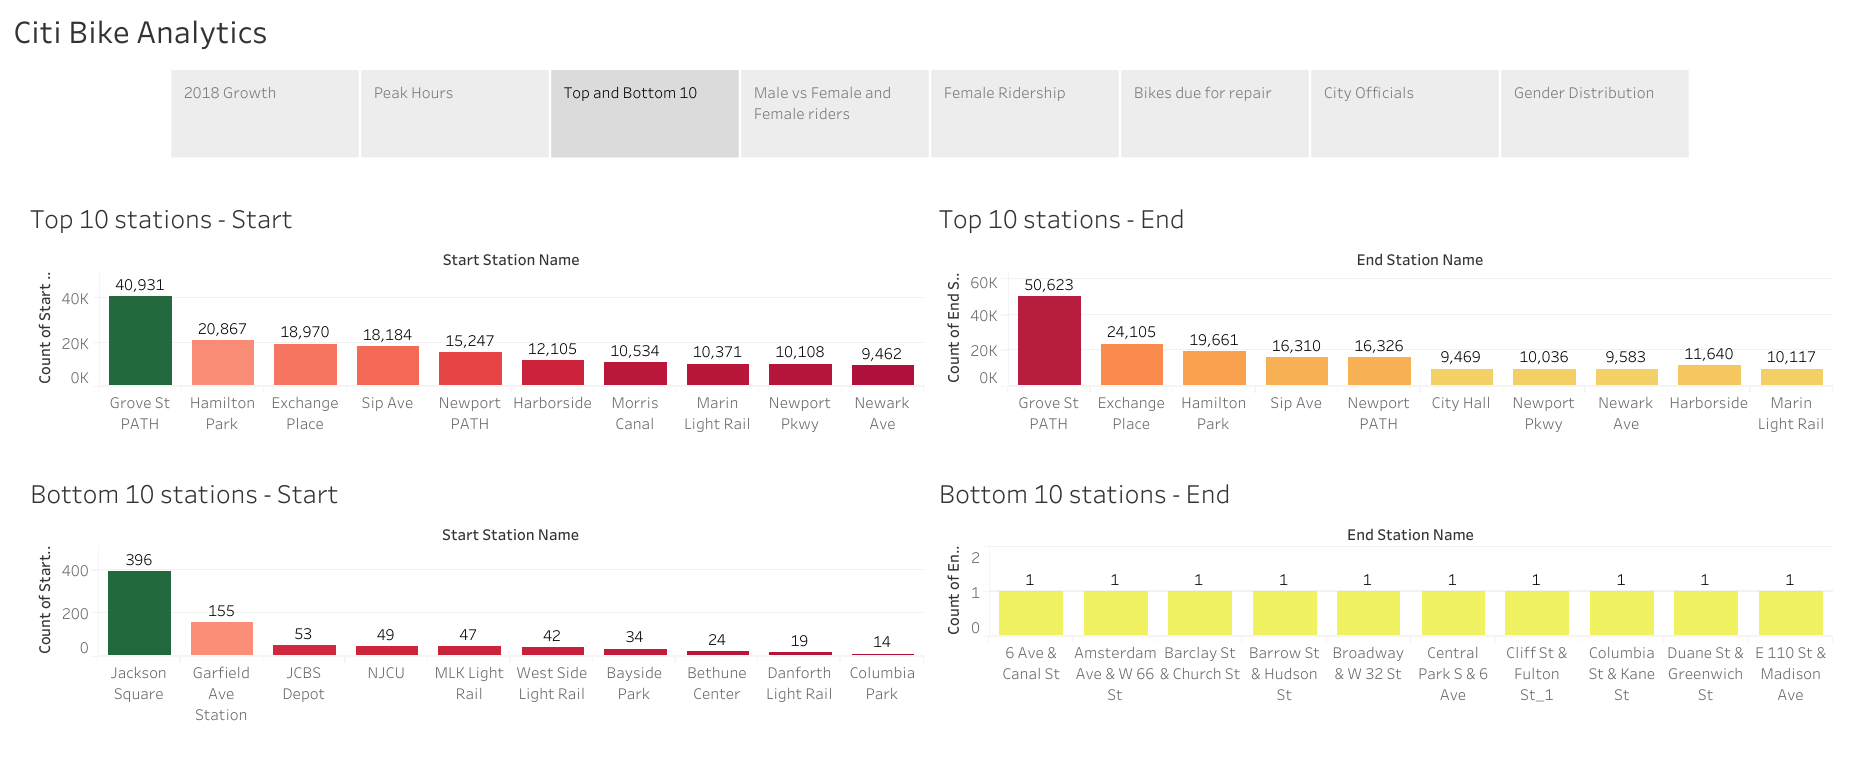 Citi Bike Analytics
2018 Growth
Peak Hours
Top and Bottom 10
Male vs Female and
Female riders
Female Ridership
Bikes due for repair
City Officials
Gender Distribution
Top 10 stations - Start
Start Station Name
Count of Start ..
40K
20K
0K
40,931
20,867
18,970
18,184
15,247
12,105
10,534
10,371
10,108
9,462
Grove St
PATH
Hamilton
Park
Exchange
Place
Sip Ave
Newport
PATH
Harborside
Morris
Canal
Marin
Light Rail
Newport
Pkwy
Newark
Ave
Top 10 stations - End
End Station Name
Count of End S..
60K
40K
20K
0K
50,623
24,105
19,661
16,310
16,326
9,469
10,036
9,583
11,640
10,117
Grove St
PATH
Exchange
Place
Hamilton
Park
Sip Ave
Newport
PATH
City Hall
Newport
Pkwy
Newark
Ave
Harborside
Marin
Light Rail
Bottom 10 stations - Start
Start Station Name
Count of Start..
400
200
0
396
155
53
49
47
42
34
24
19
14
Jackson
Square
Garfield
Ave
Station
JCBS
Depot
NJCU
MLK Light
Rail
West Side
Light Rail
Bayside
Park
Bethune
Center
Danforth
Light Rail
Columbia
Park
Bottom 10 stations - End
End Station Name
Count of En..
2
1
0
1
1
1
1
1
1
1
1
1
1
6 Ave &
Canal St
Amsterdam
Ave & W 66
St
Barclay St
& Church St
Barrow St
& Hudson
St
Broadway
& W 32 St
Central
Park S & 6
Ave
Cliff St &
Fulton
St_1
Columbia
St & Kane
St
Duane St &
Greenwich
St
E 110 St &
Madison
Ave